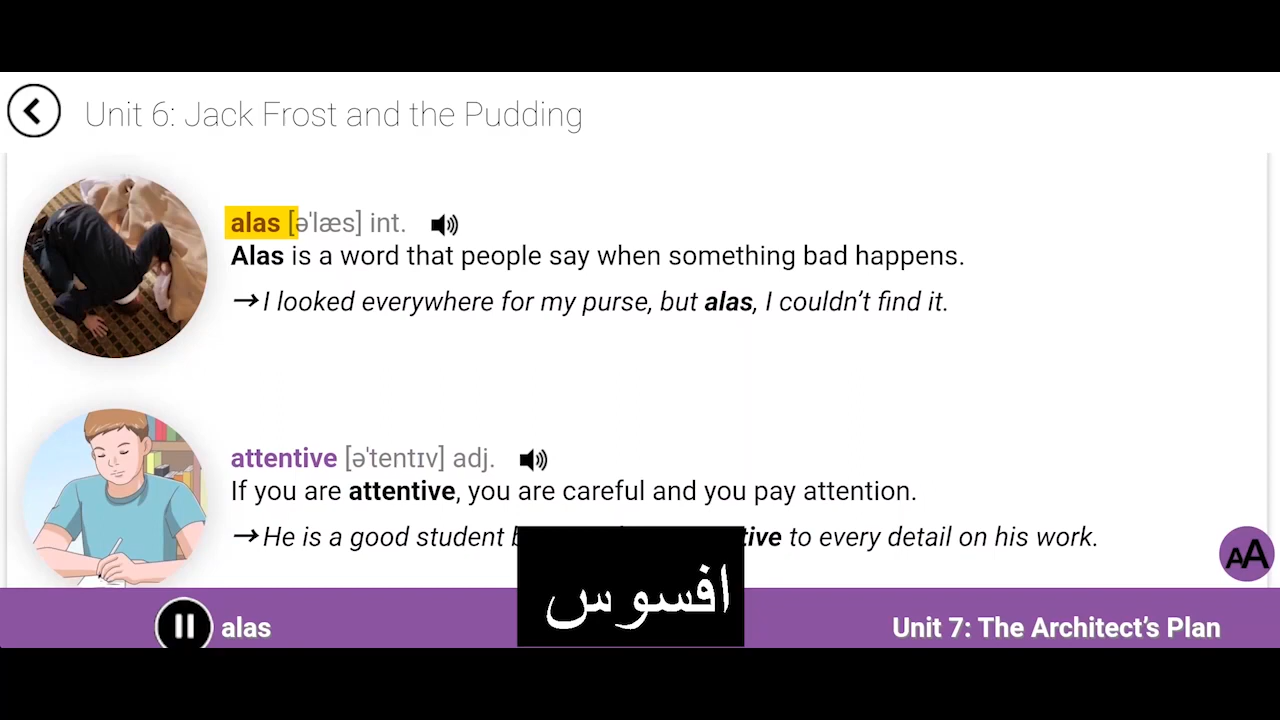 Unit 6: Jack Frost and the Pudding
alas [əˈlæs] int.
Alas is a word that people say when something bad happens.
→ I looked everywhere for my purse, but alas, I couldn’t find it.
attentive [əˈtentɪv] adj.
If you are attentive, you are careful and you pay attention.
→ He is a good student tive to every detail on his work.
AA
افسوس
alas
Unit 7: The Architect’s Plan